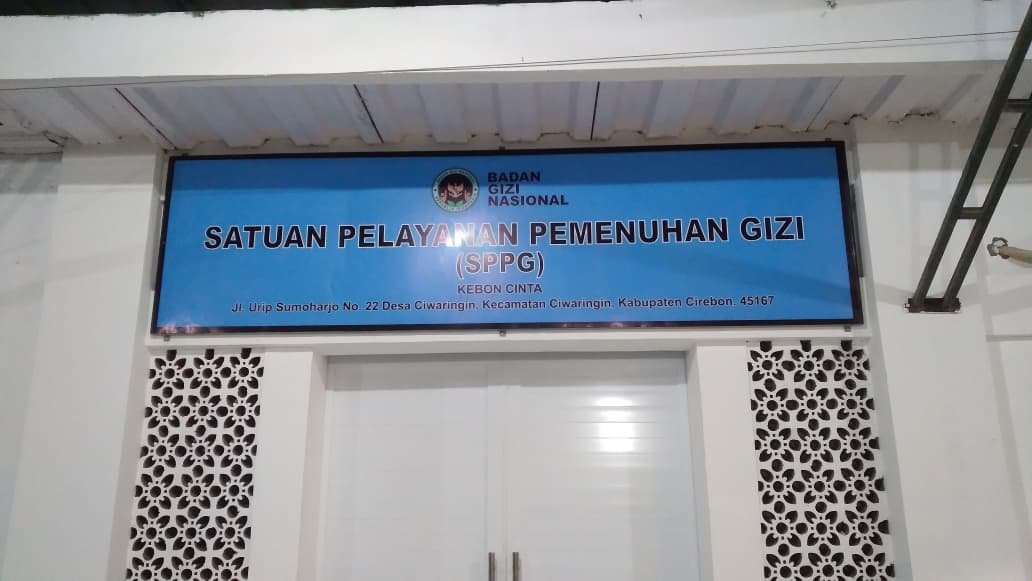 BADAN
GIZI
NASIONAL
SATUAN PELAYANAN PEMENUHAN GIZI
(SPPG)
KEBON CINTA
Jl. Urip Sumoharjo No. 22 Desa Ciwaringin, Kecamatan Ciwaringin, Kabupaten Cirebon, 45167